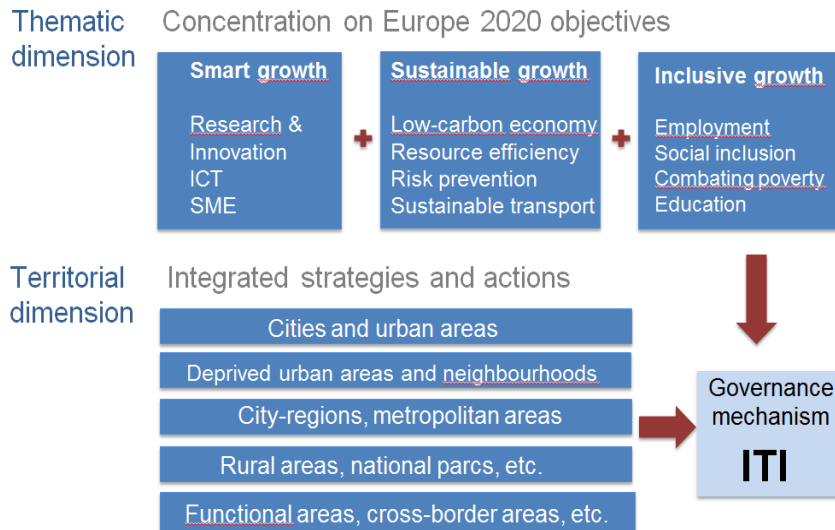 Thematic dimension
Concentration on Europe 2020 objectives
Smart growth
Research &
Innovation
ICT
SME
Sustainable growth
Low-carbon economy
Resource efficiency
Risk prevention
Sustainable transport
Inclusive growth
Employment
Social inclusion
Combating poverty
Education
Territorial dimension
Integrated strategies and actions
Cities and urban areas
Deprived urban areas and neighbourhoods
City-regions, metropolitan areas
Rural areas, national parcs, etc.
Functional areas, cross-border areas, etc.
Governance
mechanism
ITI